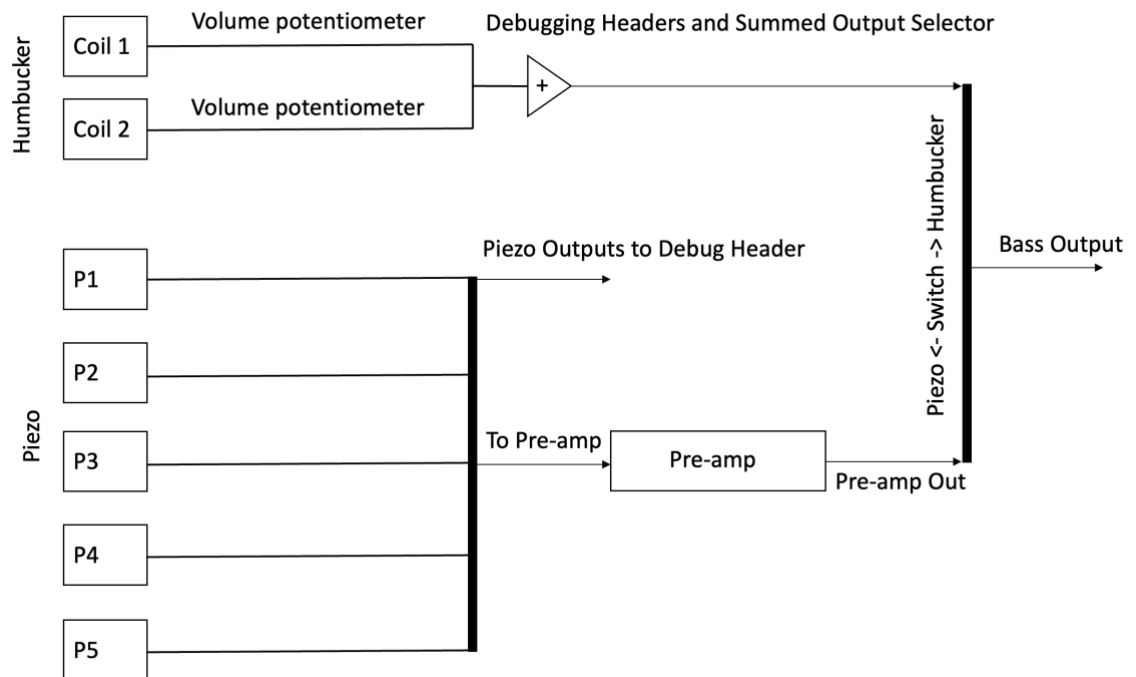 Humbucker
Coil 1
Volume potentiometer
Debugging Headers and Summed Output Selector
+
Coil 2
Volume potentiometer
Piezo <- Switch -> Humbucker
Bass Output
Piezo
P1
Piezo Outputs to Debug Header
P2
P3
To Pre-amp
Pre-amp
Pre-amp Out
P4
P5